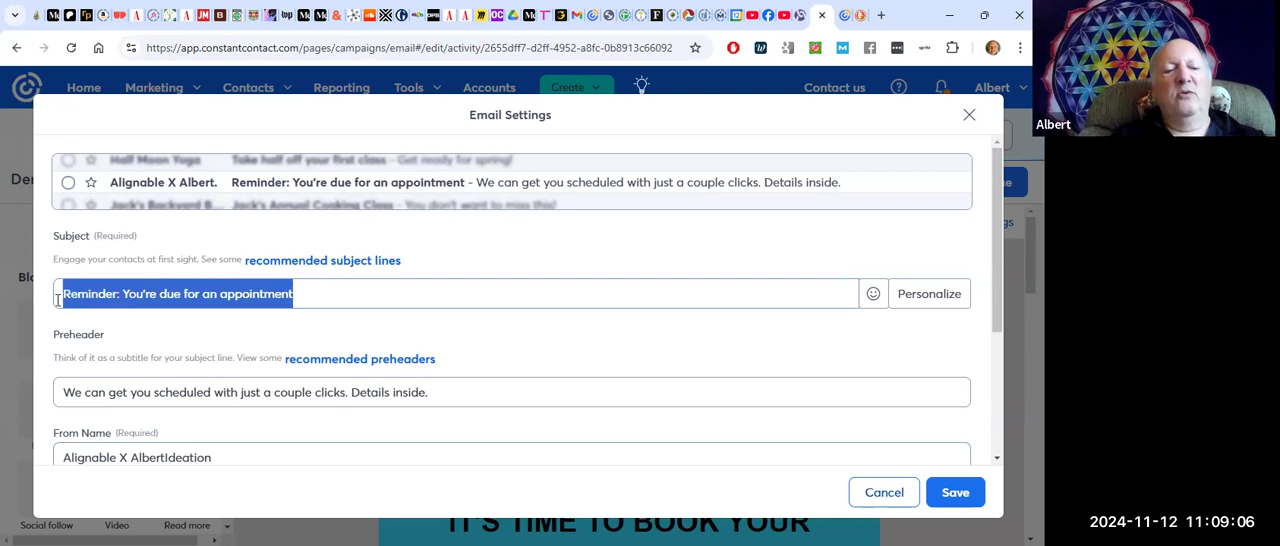 https://app.constantcontact.com/pages/campaigns/email#/edit/activity/2655dff7-d2ff-4952-a8fc-0b8913c66092
Home Marketing Contacts Reporting Tools Accounts Create Contact us Albert
Albert
Email Settings
Half Moon Yoga Take half off your first class - Get ready for spring!
Alignable X Albert. Reminder: You're due for an appointment - We can get you scheduled with just a couple clicks. Details inside.
Jack's Backyard B... Jack's Annual Cooking Class - You don't want to miss this!
Subject (Required)
Engage your contacts at first sight. See some recommended subject lines
Reminder: You're due for an appointment
Personalize
Preheader
Think of it as a subtitle for your subject line. View some recommended preheaders
We can get you scheduled with just a couple clicks. Details inside.
From Name (Required)
Alignable X AlbertIdeation
Cancel Save
Social follow Video Read more
IT'S TIME TO BOOK YOUR
2024-11-12 11:09:06